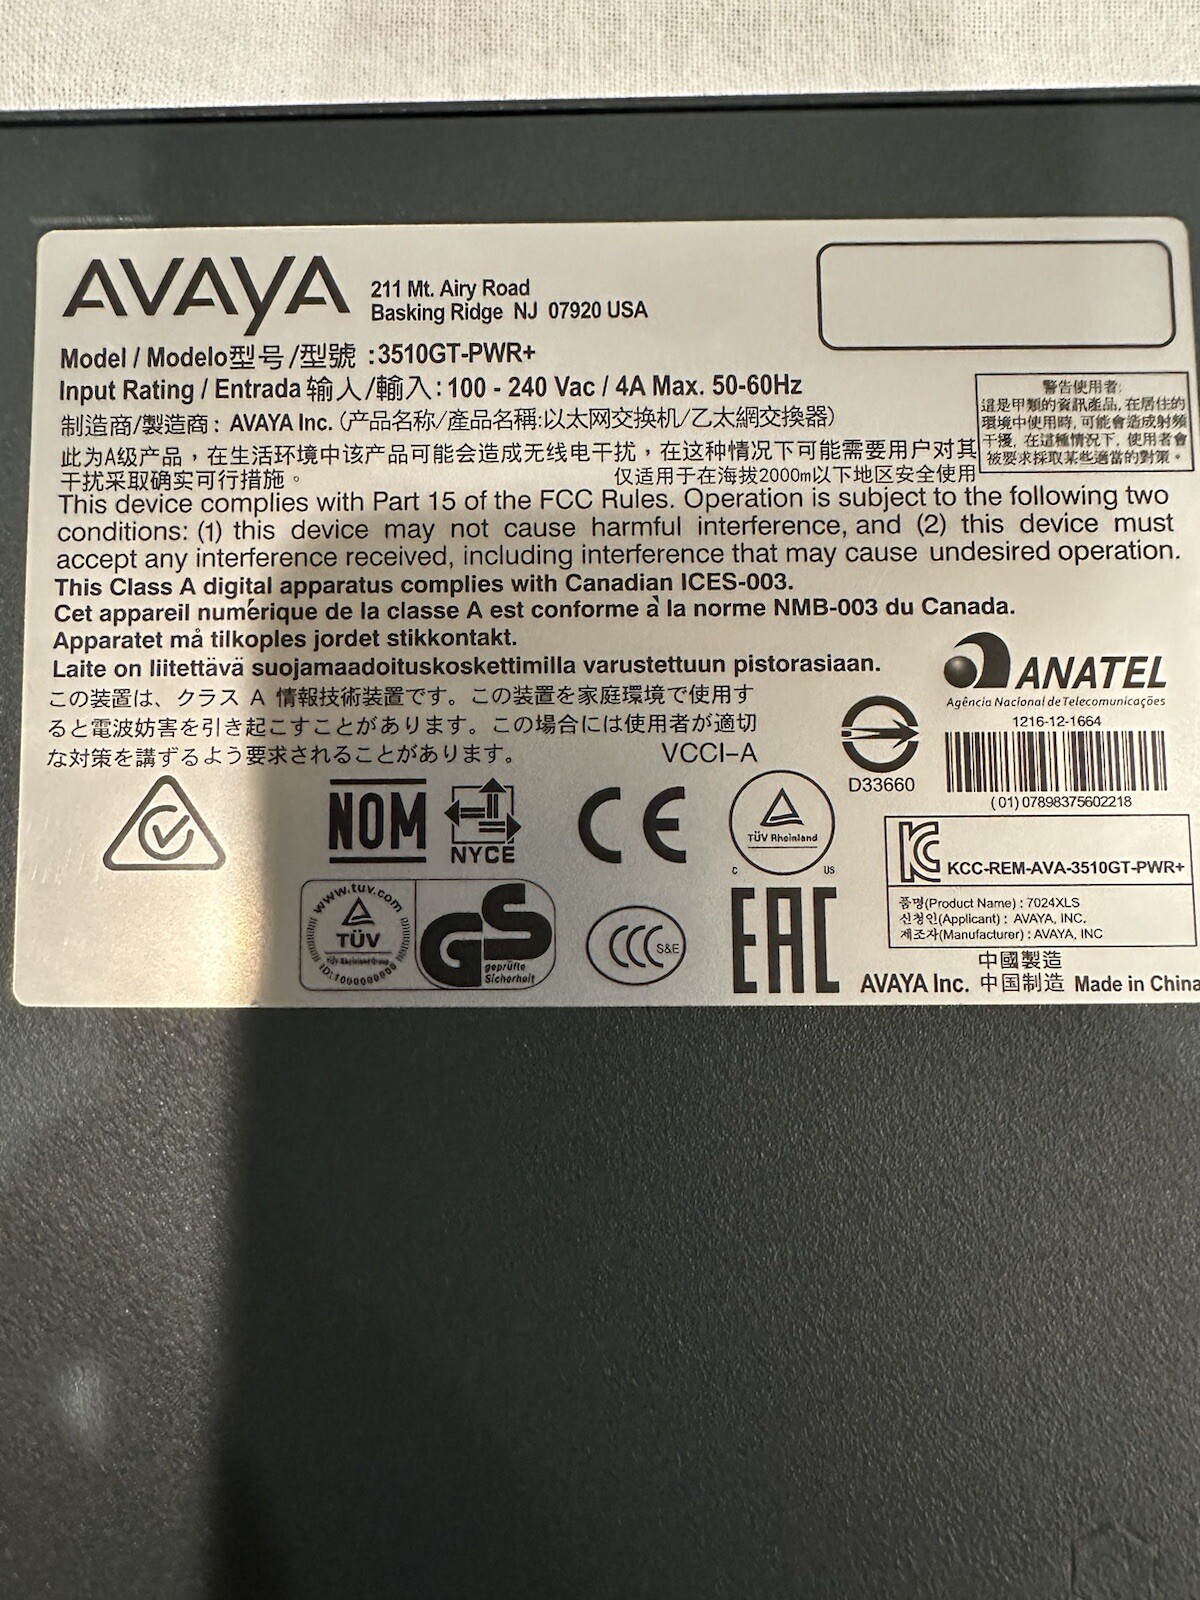 AVAYA
211 Mt. Airy Road
Basking Ridge NJ 07920 USA
Model / Modelo型号 /型號 :3510GT-PWR+
Input Rating / Entrada 输入/輸入: 100 - 240 Vac / 4A Max. 50-60Hz
制造商/製造商: AVAYA Inc. (产品名称/產品名稱:以太网交换机/乙太網交換器)
此为A级产品,在生活环境中该产品可能会造成无线电干扰,在这种情况下可能需要用户对其
干扰采取确实可行措施。 仅适用于在海拔2000m以下地区安全使用
警告使用者:
這是甲類的資訊產品, 在居住的
環境中使用時, 可能會造成射頻
干擾, 在這種情況下, 使用者會
被要求採取某些適當的對策。
This device complies with Part 15 of the FCC Rules. Operation is subject to the following two
conditions: (1) this device may not cause harmful interference, and (2) this device must
accept any interference received, including interference that may cause undesired operation.
This Class A digital apparatus complies with Canadian ICES-003.
Cet appareil numérique de la classe A est conforme à la norme NMB-003 du Canada.
Apparatet må tilkoples jordet stikkontakt.
Laite on liitettävä suojamaadoituskoskettimilla varustettuun pistorasiaan.
この装置は、クラス A 情報技術装置です。この装置を家庭環境で使用す
ると電波妨害を引き起こすことがあります。この場合には使用者が適切
な対策を講ずるよう要求されることがあります。 VCCI-A
D33660
ANATEL
Agência Nacional de Telecomunicações
1216-12-1664
(01) 07898375602218
NOM
NYCE
CE
TÜV Rheinland
C US
KC
KCC-REM-AVA-3510GT-PWR+
품명(Product Name) : 7024XLS
신청인(Applicant) : AVAYA, INC.
제조자(Manufacturer) : AVAYA, INC
www.tuv.com
TÜV
TÜV Rheinland Group
ID:1000000000
GS
geprüfte
Sicherheit
CCC S&E
EAC
中國製造
AVAYA Inc. 中国制造 Made in China